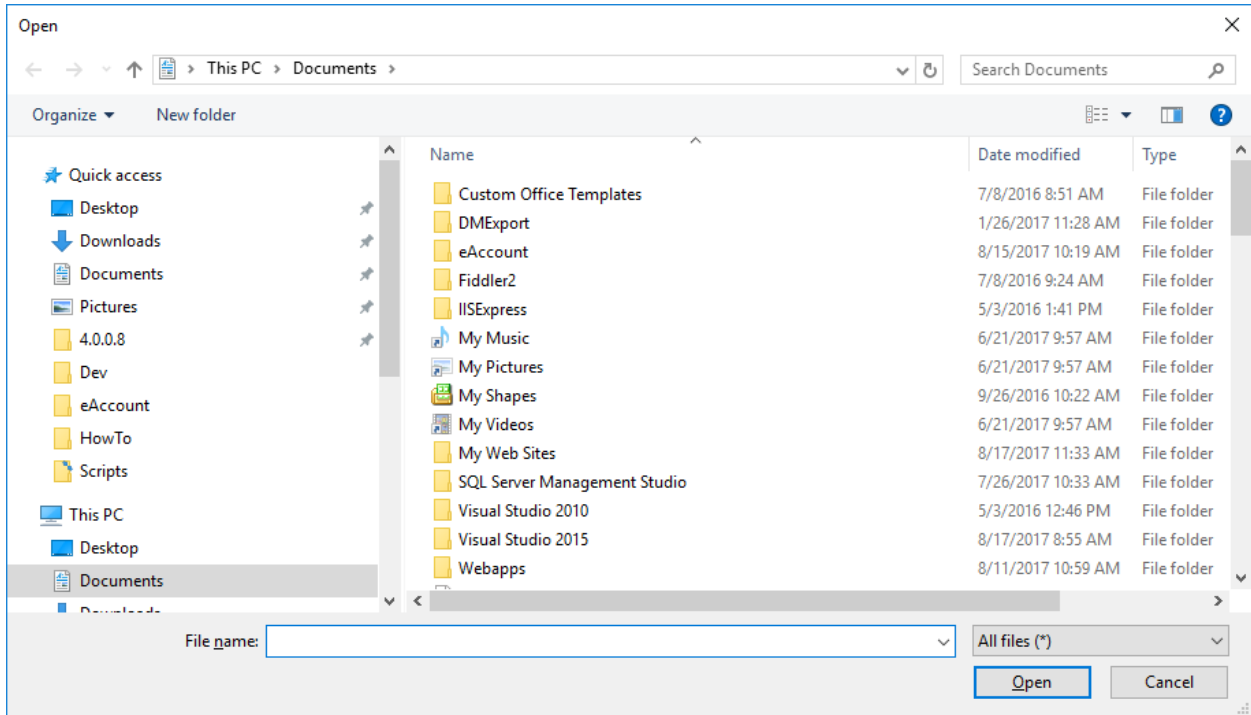 Open
This PC > Documents >
Search Documents
Organize
New folder
Name
Date modified
Type
Quick access
Desktop
Downloads
Documents
Pictures
4.0.0.8
Dev
eAccount
HowTo
Scripts
This PC
Desktop
Documents
Downloads
Custom Office Templates 7/8/2016 8:51 AM File folder
DMExport 1/26/2017 11:28 AM File folder
eAccount 8/15/2017 10:19 AM File folder
Fiddler2 7/8/2016 9:24 AM File folder
IISExpress 5/3/2016 1:41 PM File folder
My Music 6/21/2017 9:57 AM File folder
My Pictures 6/21/2017 9:57 AM File folder
My Shapes 9/26/2016 10:22 AM File folder
My Videos 6/21/2017 9:57 AM File folder
My Web Sites 8/17/2017 11:33 AM File folder
SQL Server Management Studio 7/26/2017 10:33 AM File folder
Visual Studio 2010 5/3/2016 12:46 PM File folder
Visual Studio 2015 8/17/2017 8:55 AM File folder
Webapps 8/11/2017 10:59 AM File folder
File name:
All files (*)
Open
Cancel